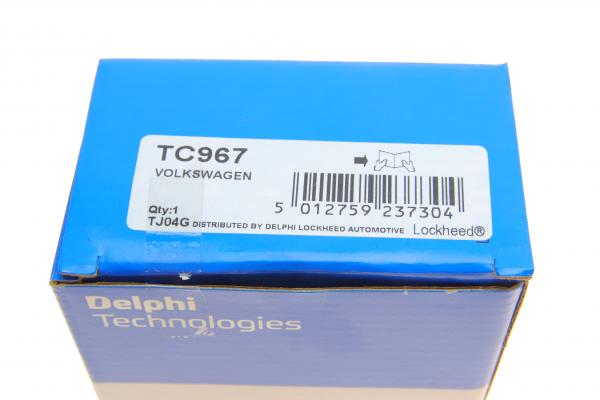 TC967
VOLKSWAGEN
5 012759 237304
Qty:1
TJ04G DISTRIBUTED BY DELPHI LOCKHEED AUTOMOTIVE Lockheed®
Delphi
Technologies